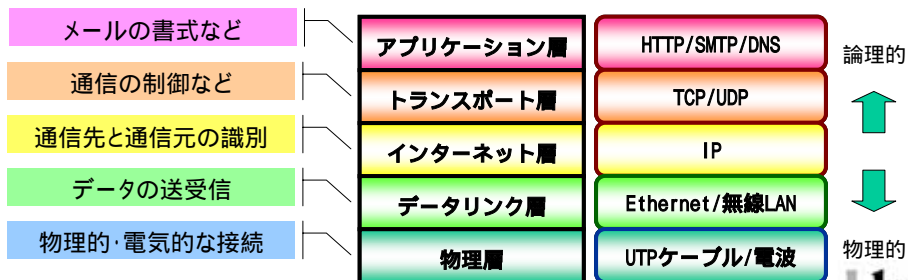 メールの書式など
アプリケーション層
HTTP/SMTP/DNS
論理的
通信の制御など
トランスポート層
TCP/UDP
通信先と通信元の識別
インターネット層
IP
データの送受信
データリンク層
Ethernet/無線LAN
物理的・電気的な接続
物理層
UTPケーブル/電波
物理的